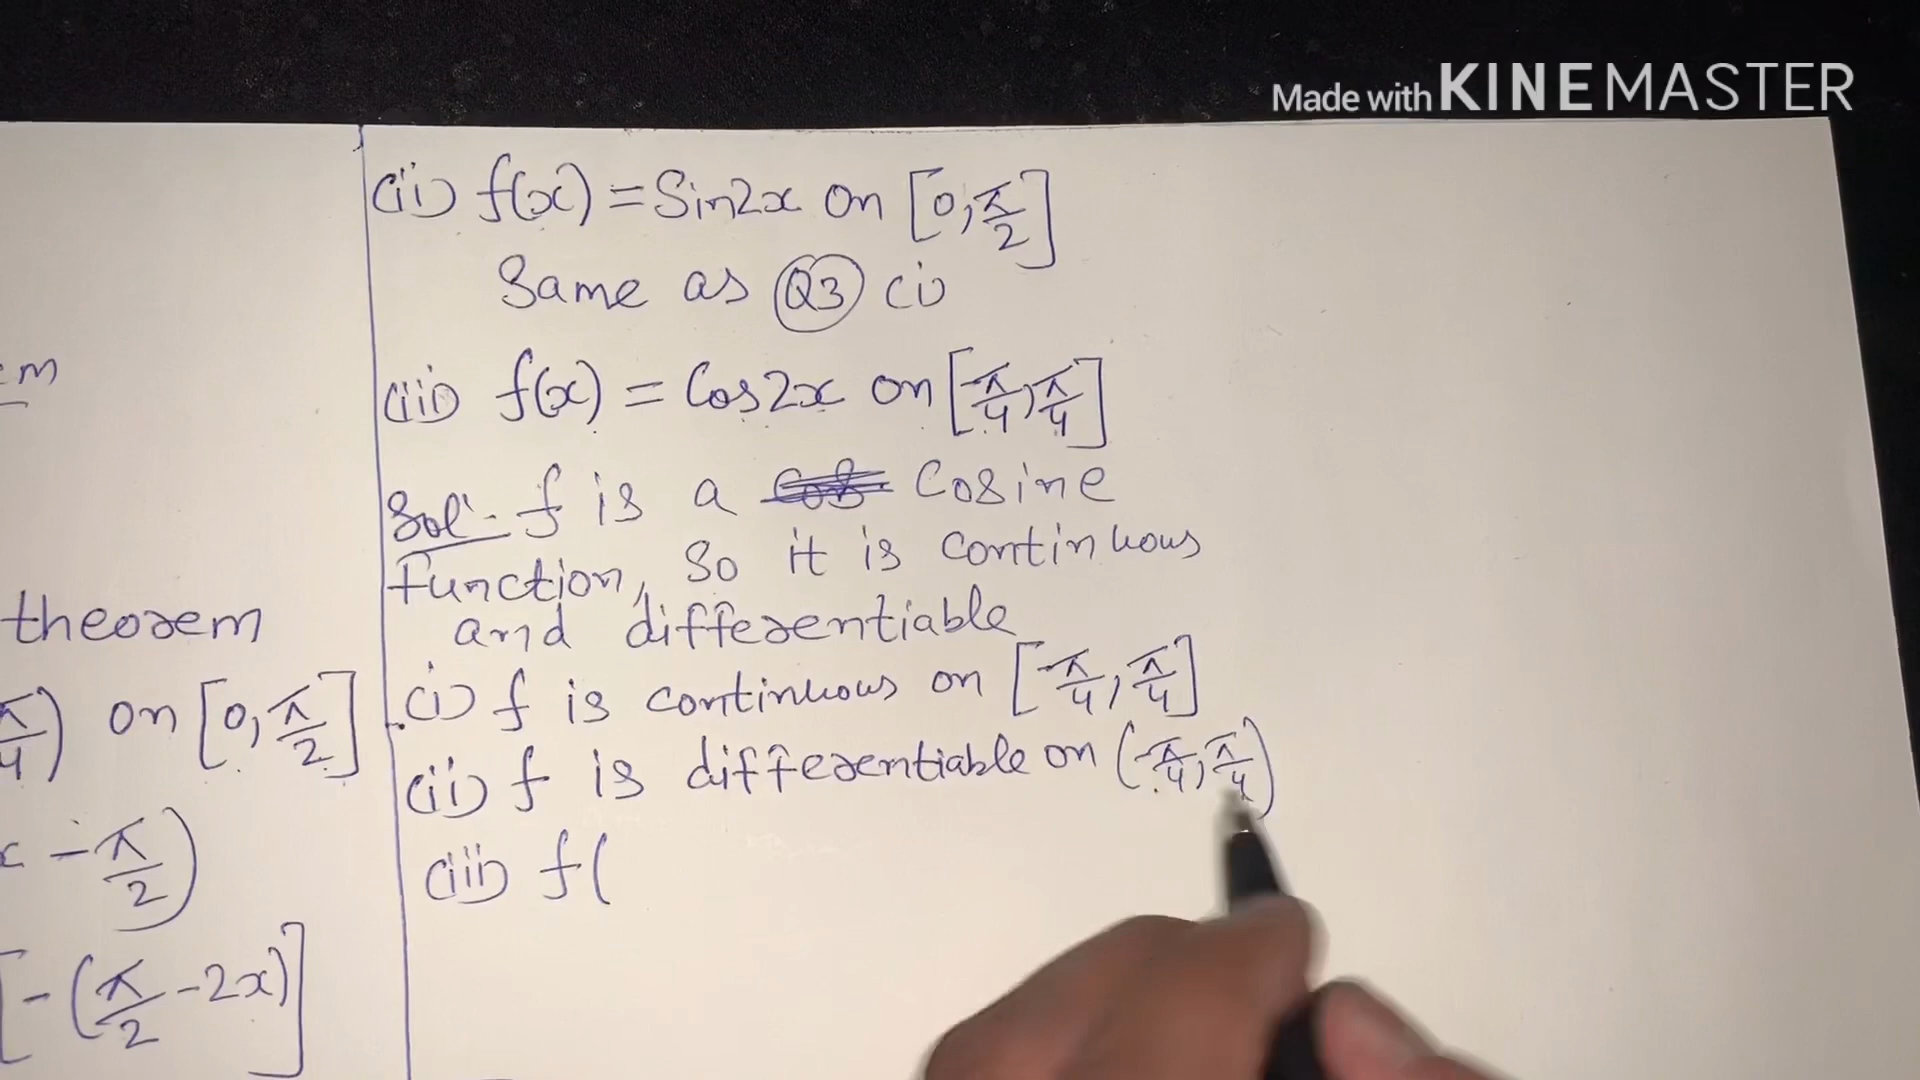 Made with KINEMASTER
em
theorem
π/4) on [0, π/2]
x - π/2)
[-(π/2 - 2x)]
(ii) f(x) = Sin2x on [0, π/2]
Same as Q3 (i)
(iii) f(x) = Cos2x on [-π/4, π/4]
Sol:- f is a Cosine
function, So it is continuous
and differentiable
(i) f is continuous on [-π/4, π/4]
(ii) f is differentiable on (-π/4, π/4)
(iii) f(